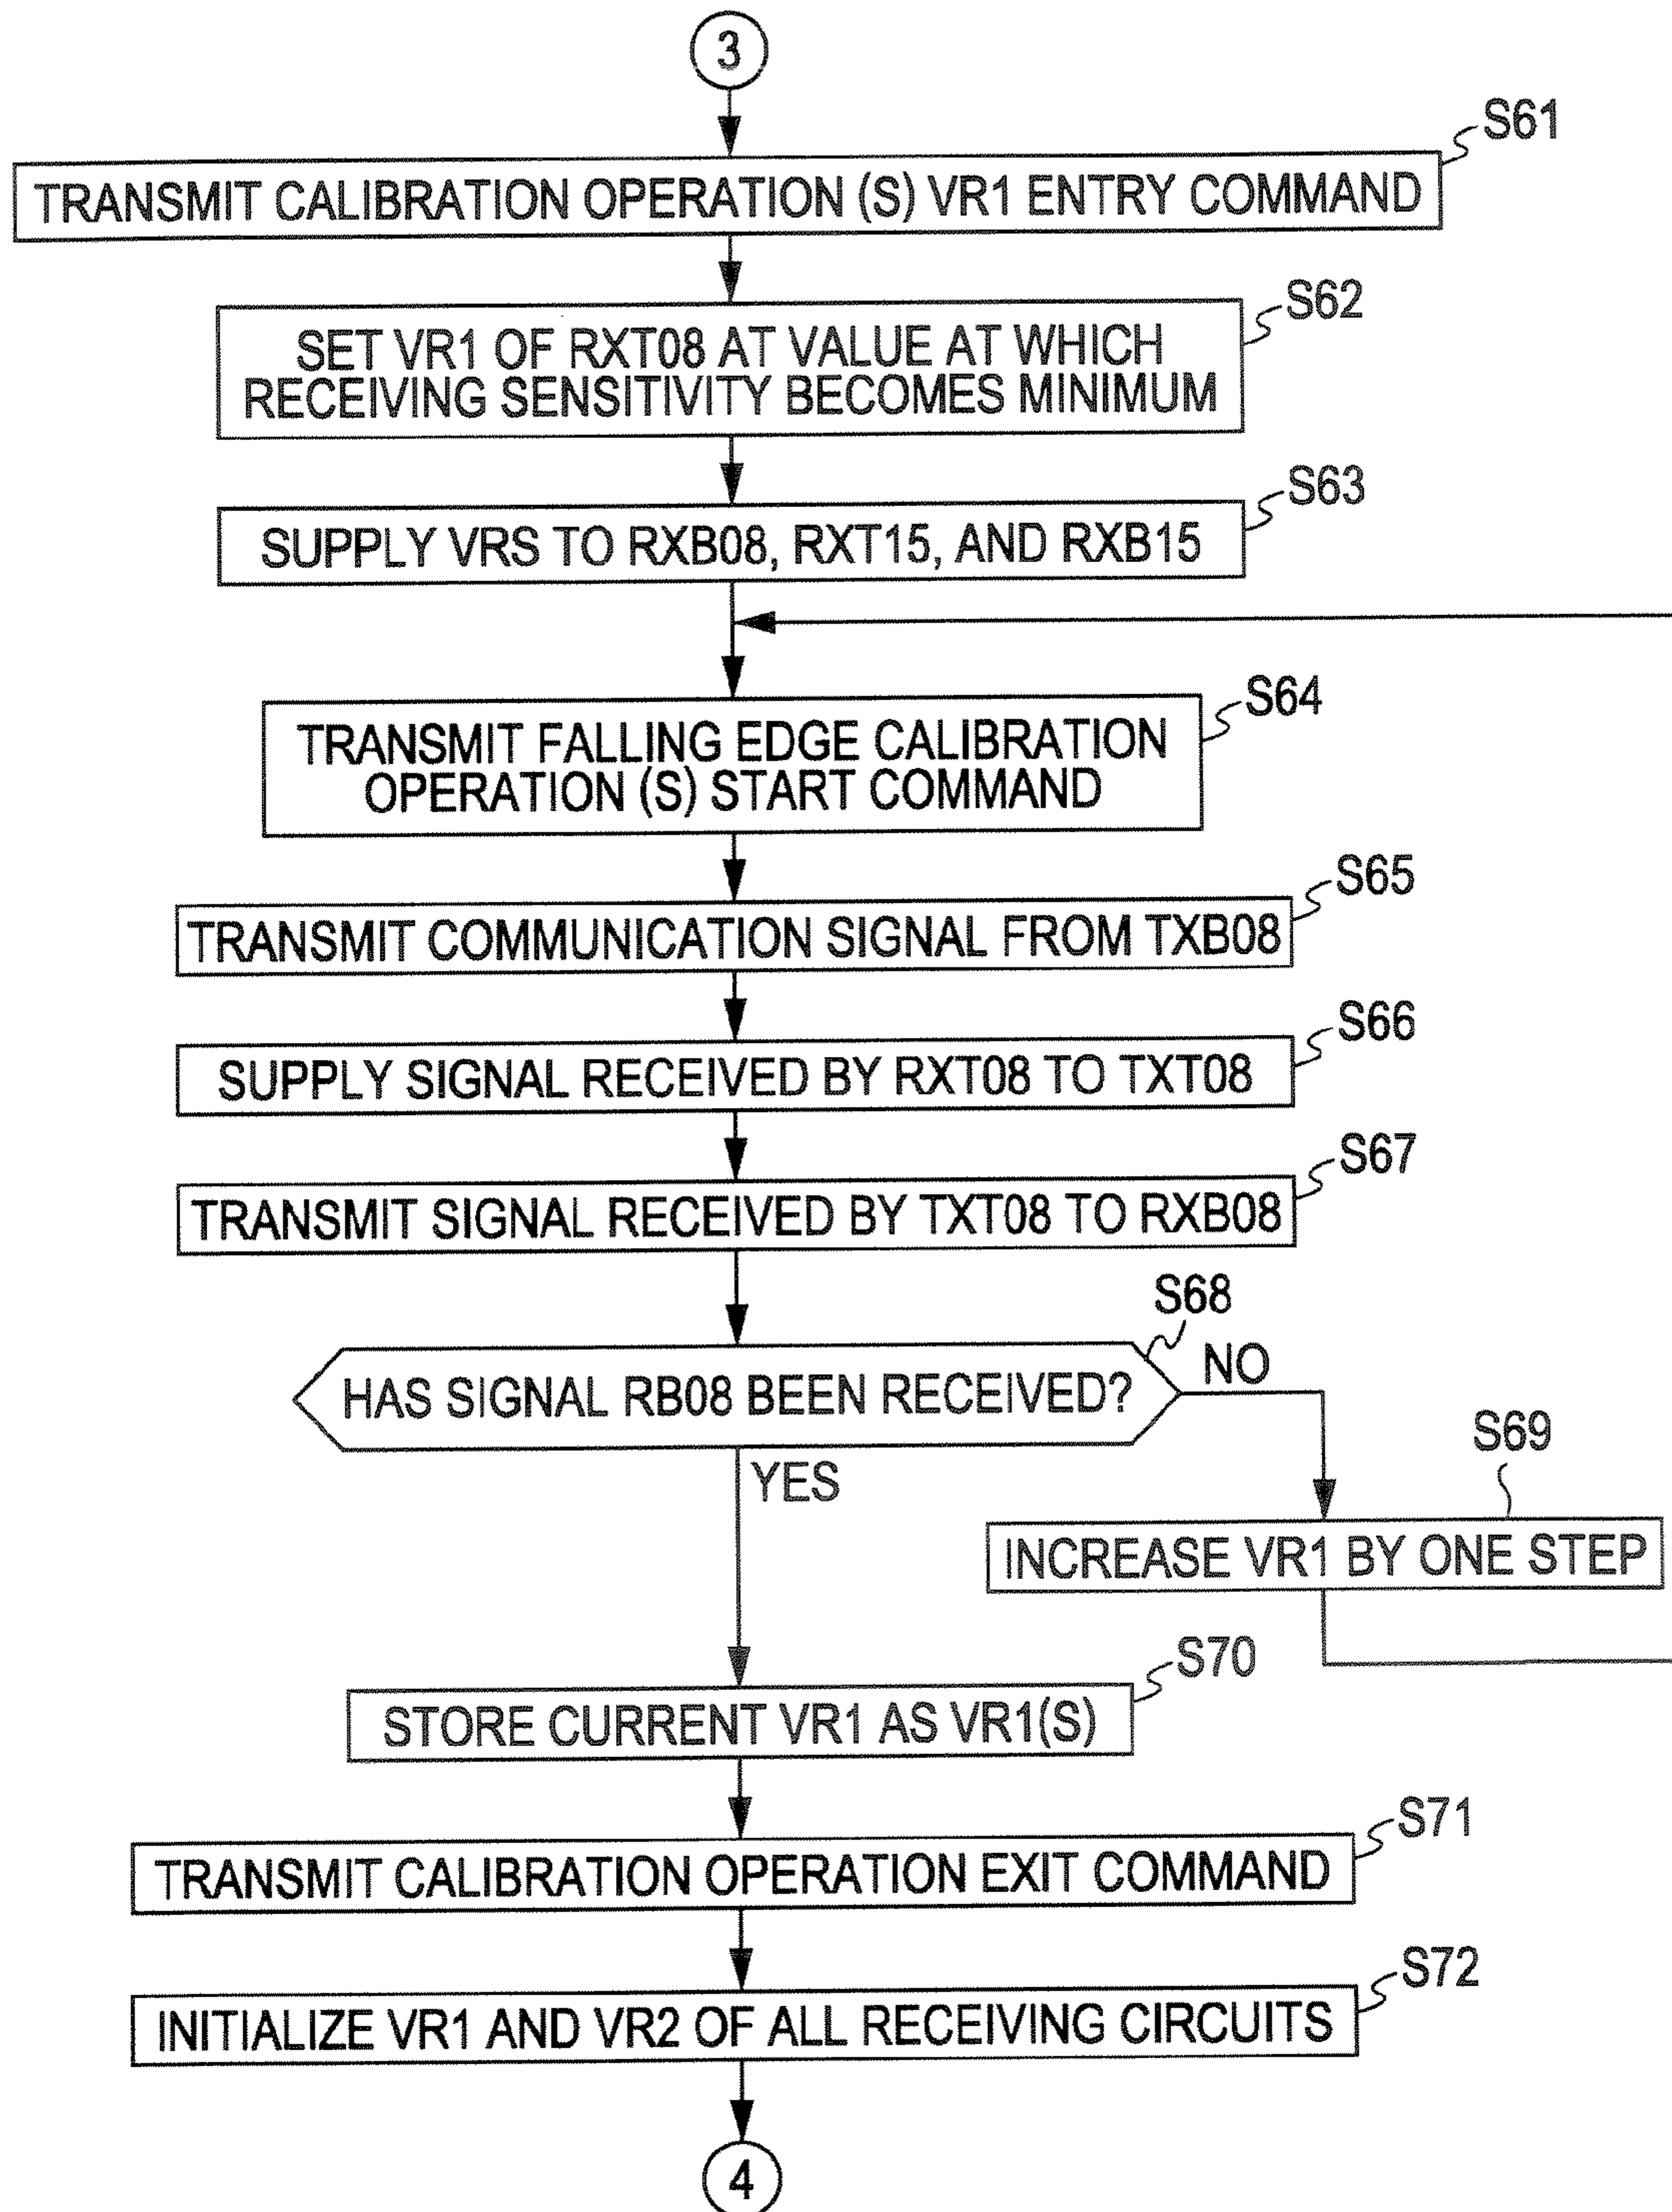 3
S61
TRANSMIT CALIBRATION OPERATION (S) VR1 ENTRY COMMAND
S62
SET VR1 OF RXT08 AT VALUE AT WHICH
RECEIVING SENSITIVITY BECOMES MINIMUM
S63
SUPPLY VRS TO RXB08, RXT15, AND RXB15
S64
TRANSMIT FALLING EDGE CALIBRATION
OPERATION (S) START COMMAND
S65
TRANSMIT COMMUNICATION SIGNAL FROM TXB08
S66
SUPPLY SIGNAL RECEIVED BY RXT08 TO TXT08
S67
TRANSMIT SIGNAL RECEIVED BY TXT08 TO RXB08
S68
HAS SIGNAL RB08 BEEN RECEIVED?
NO
YES
S69
INCREASE VR1 BY ONE STEP
S70
STORE CURRENT VR1 AS VR1(S)
S71
TRANSMIT CALIBRATION OPERATION EXIT COMMAND
S72
INITIALIZE VR1 AND VR2 OF ALL RECEIVING CIRCUITS
4